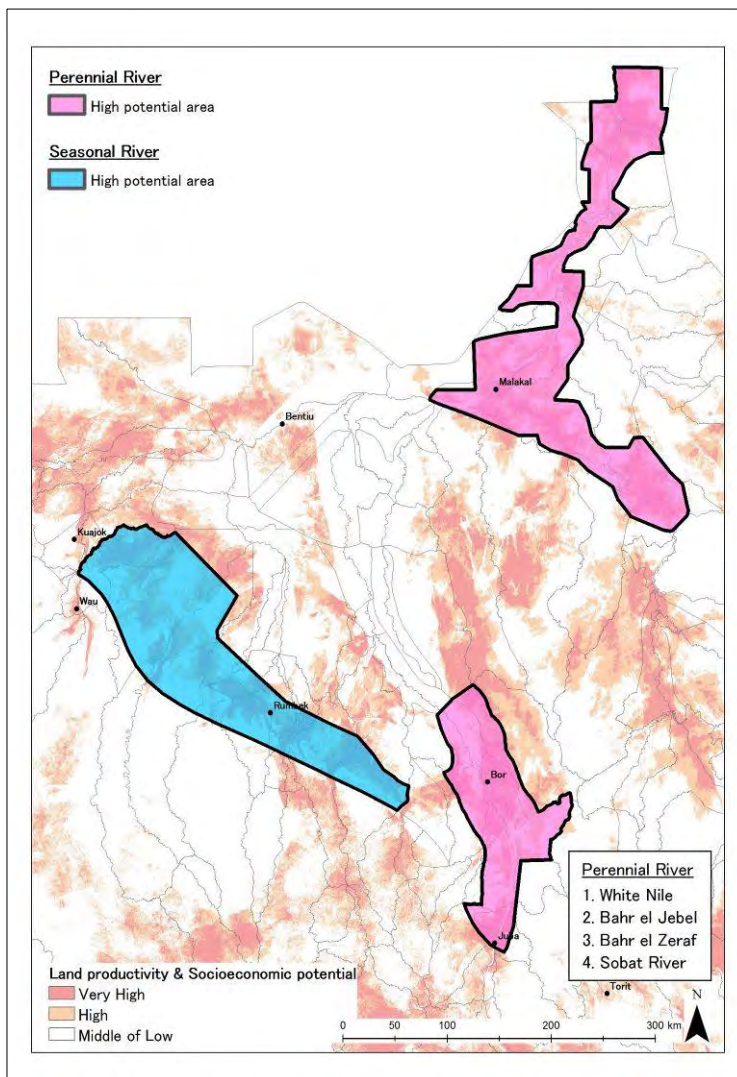 Perennial River
High potential area
Seasonal River
High potential area
Malakal
Bentiu
Kuajok
Wau
Rumbek
Bor
Perennial River
1. White Nile
2. Bahr el Jebel
3. Bahr el Zeraf
4. Sobat River
Juba
Land productivity & Socioeconomic potential
Very High
High
Middle of Low
Torit
N
0 50 100 200 300 km